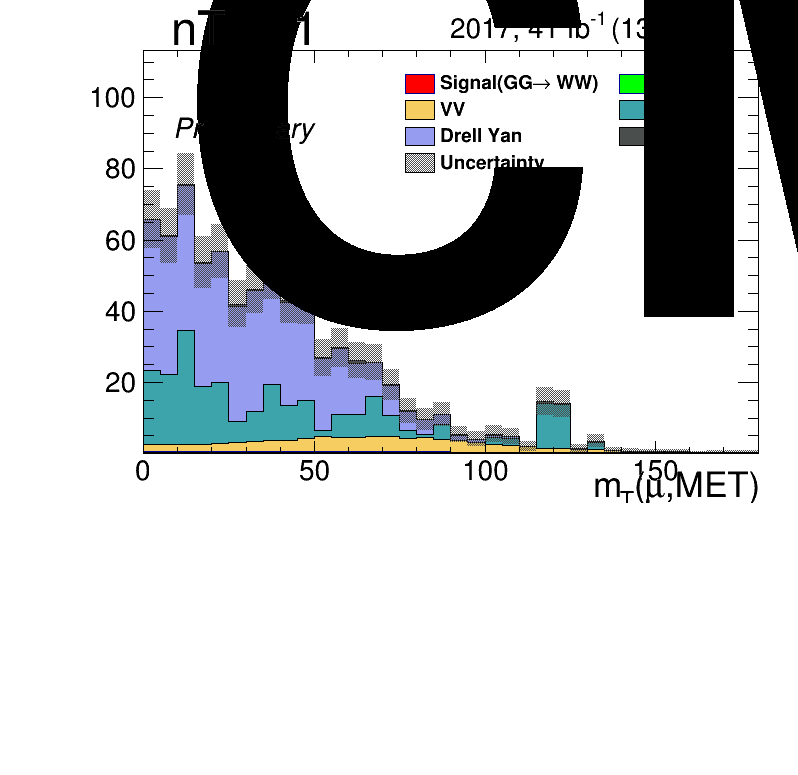 2017, 41 fb-1 (13
100
Signal(GG→ WW)
VV
Drell Yan
Uncertainty
80
60
40
20
0 50 100 150
mT(μ,MET)